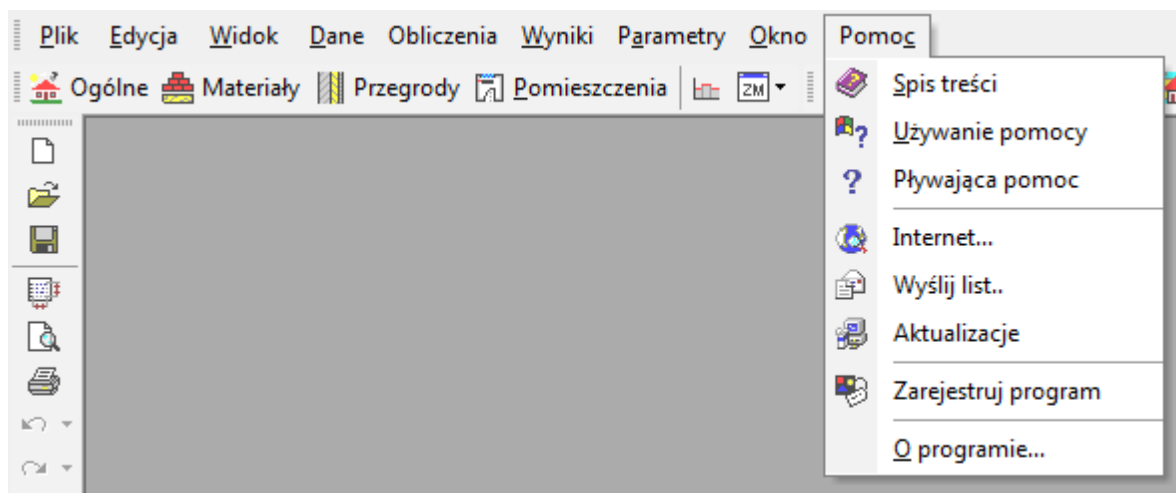 Plik Edycja Widok Dane Obliczenia Wyniki Parametry Okno Pomoc
Ogólne Materiały Przegrody Pomieszczenia ZM
Spis treści
Używanie pomocy
Pływająca pomoc
Internet...
Wyślij list..
Aktualizacje
Zarejestruj program
O programie...